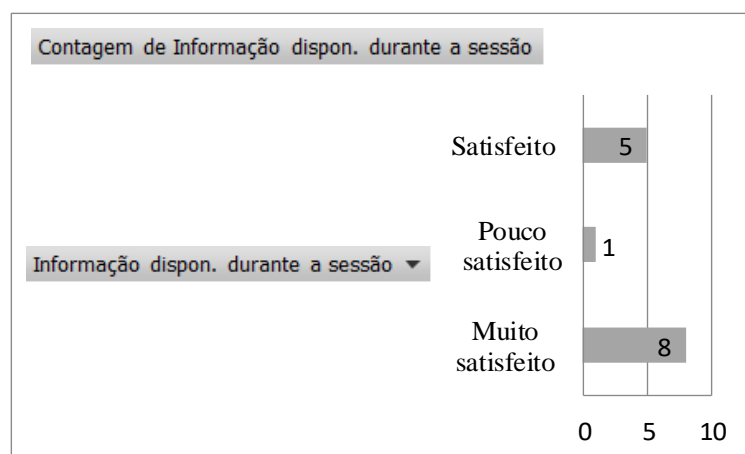 Contagem de Informação dispon. durante a sessão
Satisfeito
5
Pouco
satisfeito
1
Informação dispon. durante a sessão
Muito
satisfeito
8
0 5 10